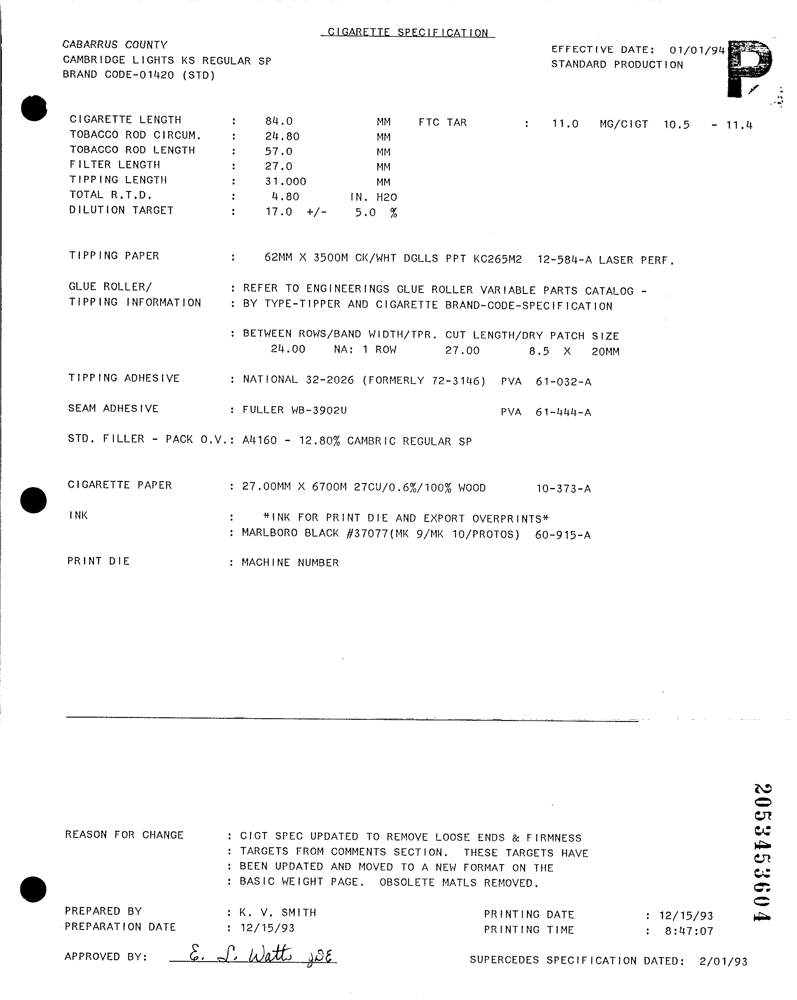 CIGARETTE SPECIFICATION
CABARRUS COUNTY
EFFECTIVE DATE: 01/01/94
CAMBRIDGE LIGHTS KS REGULAR SP
STANDARD PRODUCTION
BRAND CODE-01420 (STD)
P
CIGARETTE LENGTH : 84.0 MM FTC TAR : 11.0 MG/CIGT 10.5 - 11.4
TOBACCO ROD CIRCUM. : 24.80 MM
TOBACCO ROD LENGTH : 57.0 MM
FILTER LENGTH : 27.0 MM
TIPPING LENGTH : 31.000 MM
TOTAL R.T.D. : 4.80 IN. H2O
DILUTION TARGET : 17.0 +/- 5.0 %
TIPPING PAPER : 62MM X 3500M CK/WHT DGLLS PPT KC265M2 12-584-A LASER PERF.
GLUE ROLLER/ : REFER TO ENGINEERINGS GLUE ROLLER VARIABLE PARTS CATALOG -
TIPPING INFORMATION : BY TYPE-TIPPER AND CIGARETTE BRAND-CODE-SPECIFICATION
: BETWEEN ROWS/BAND WIDTH/TPR. CUT LENGTH/DRY PATCH SIZE
24.00 NA: 1 ROW 27.00 8.5 X 20MM
TIPPING ADHESIVE : NATIONAL 32-2026 (FORMERLY 72-3146) PVA 61-032-A
SEAM ADHESIVE : FULLER WB-3902U PVA 61-444-A
STD. FILLER - PACK O.V.: A4160 - 12.80% CAMBRIC REGULAR SP
CIGARETTE PAPER : 27.00MM X 6700M 27CU/0.6%/100% WOOD 10-373-A
INK : *INK FOR PRINT DIE AND EXPORT OVERPRINTS*
: MARLBORO BLACK #37077(MK 9/MK 10/PROTOS) 60-915-A
PRINT DIE : MACHINE NUMBER
2053453604
REASON FOR CHANGE : CIGT SPEC UPDATED TO REMOVE LOOSE ENDS & FIRMNESS
: TARGETS FROM COMMENTS SECTION. THESE TARGETS HAVE
: BEEN UPDATED AND MOVED TO A NEW FORMAT ON THE
: BASIC WEIGHT PAGE. OBSOLETE MATLS REMOVED.
PREPARED BY : K. V. SMITH PRINTING DATE : 12/15/93
PREPARATION DATE : 12/15/93 PRINTING TIME : 8:47:07
APPROVED BY: E. L. Watts
SUPERCEDES SPECIFICATION DATED: 2/01/93